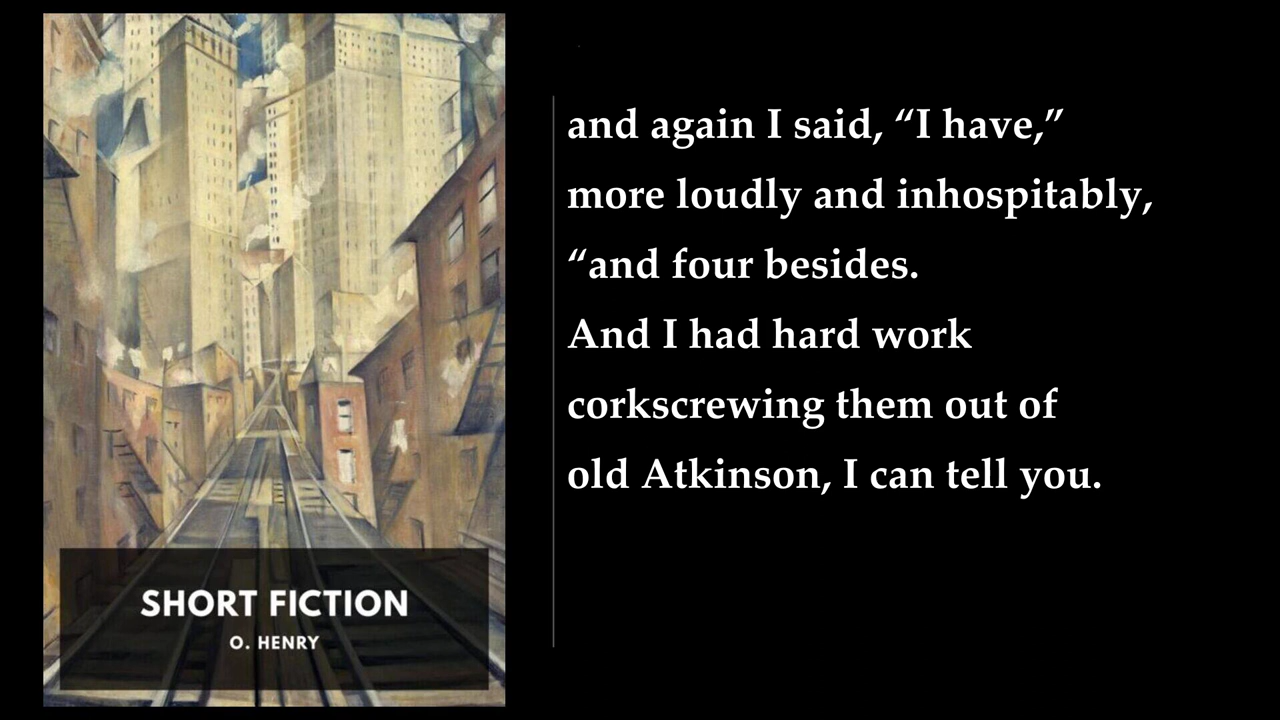 SHORT FICTION
O. HENRY
and again I said, “I have,”
more loudly and inhospitably,
“and four besides.
And I had hard work
corkscrewing them out of
old Atkinson, I can tell you.